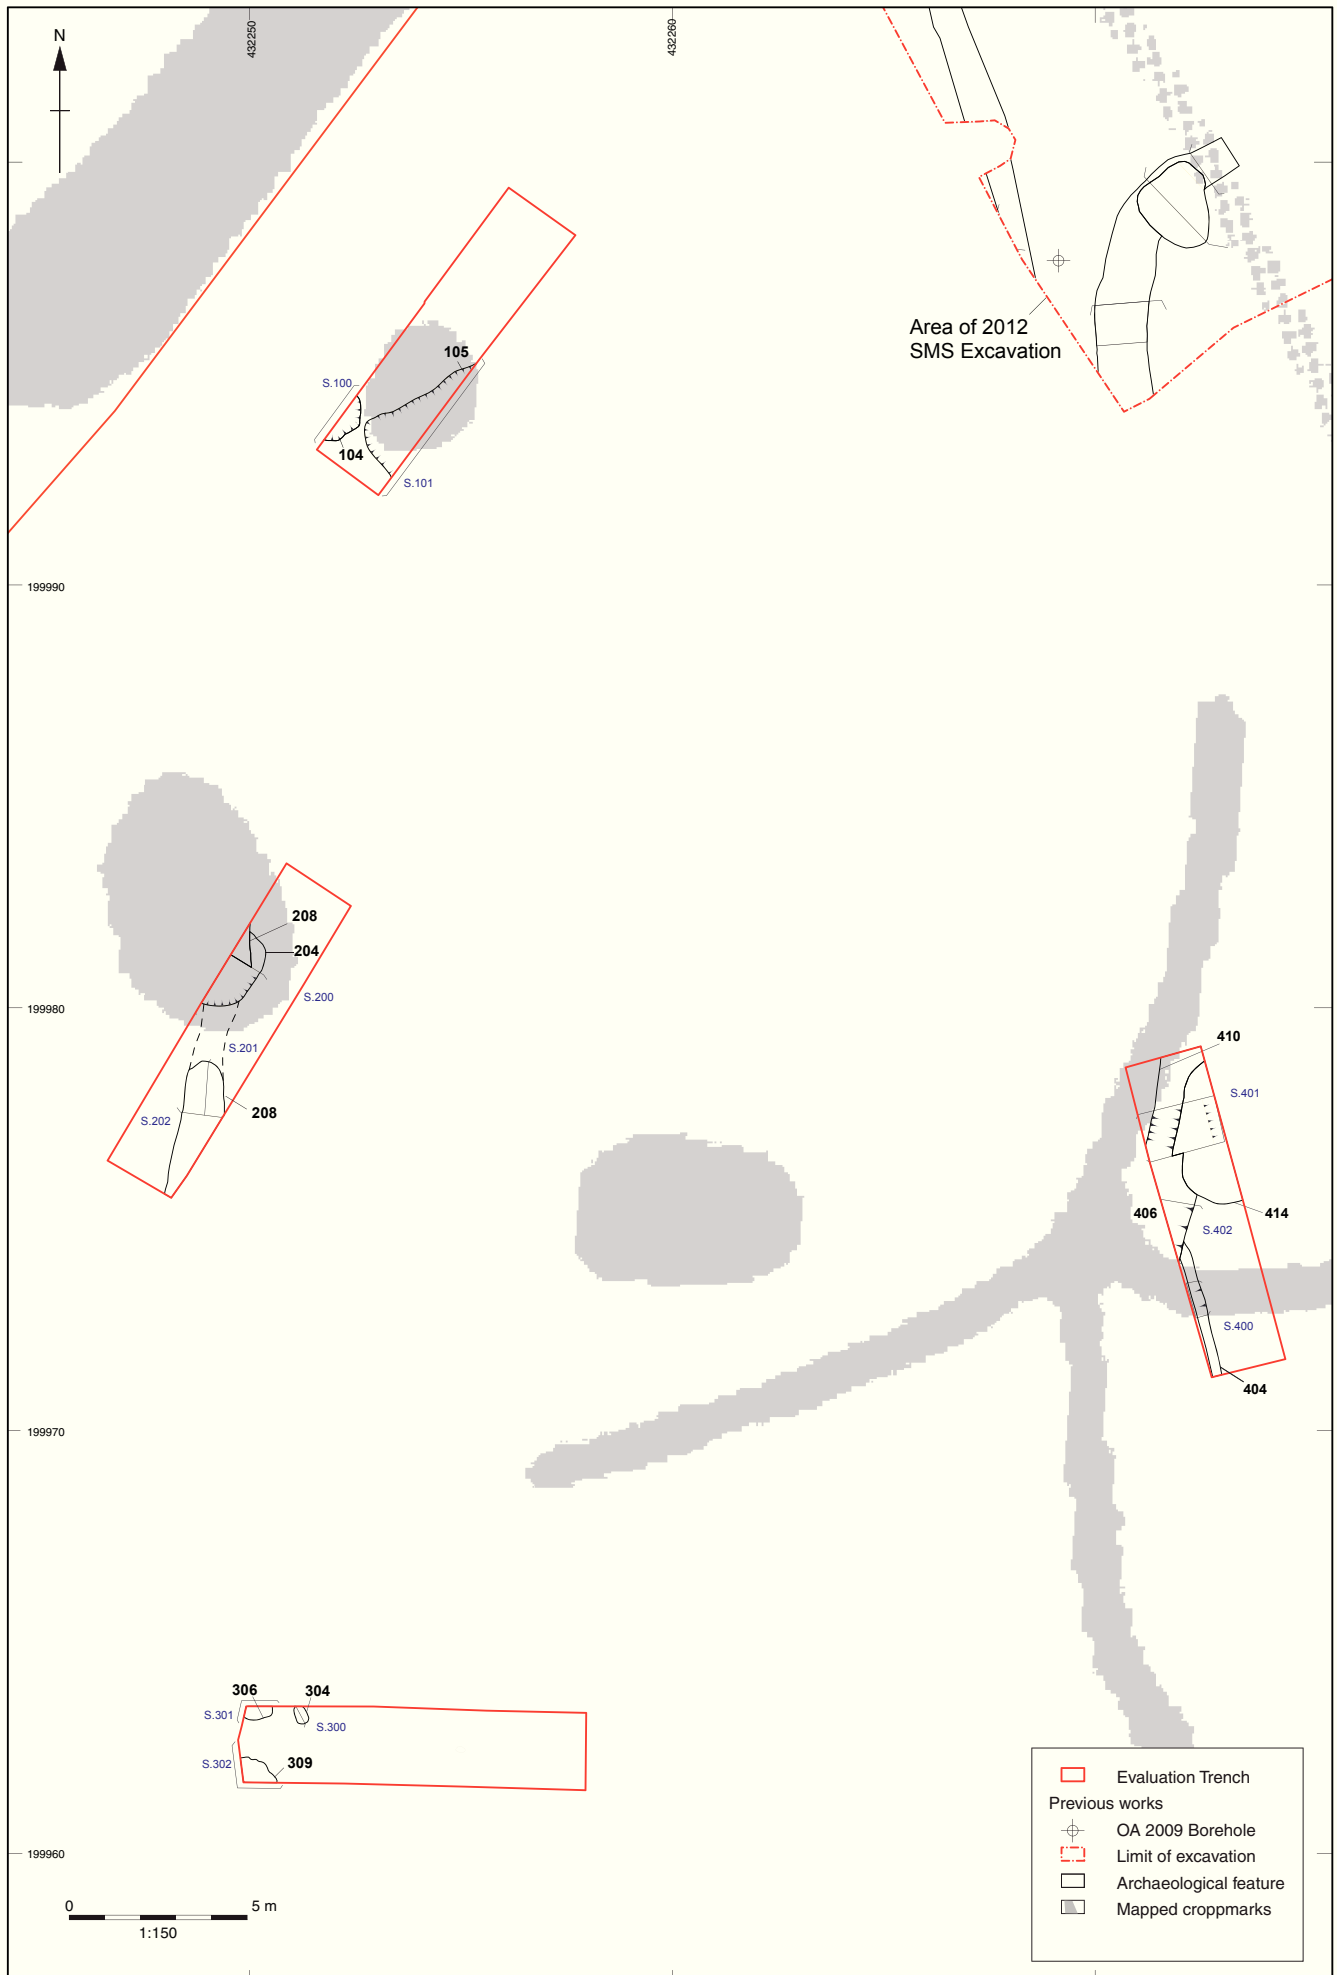 432250
432260
N
Area of 2012
SMS Excavation
105
S.100
104
S.101
199990
208
204
S.200
199980
S.201
208
S.202
410
S.401
406
414
S.402
S.400
404
199970
306
304
S.301
S.300
S.302
309
199960
0
5 m
1:150
Evaluation Trench
Previous works
OA 2009 Borehole
Limit of excavation
Archaeological feature
Mapped croppmarks